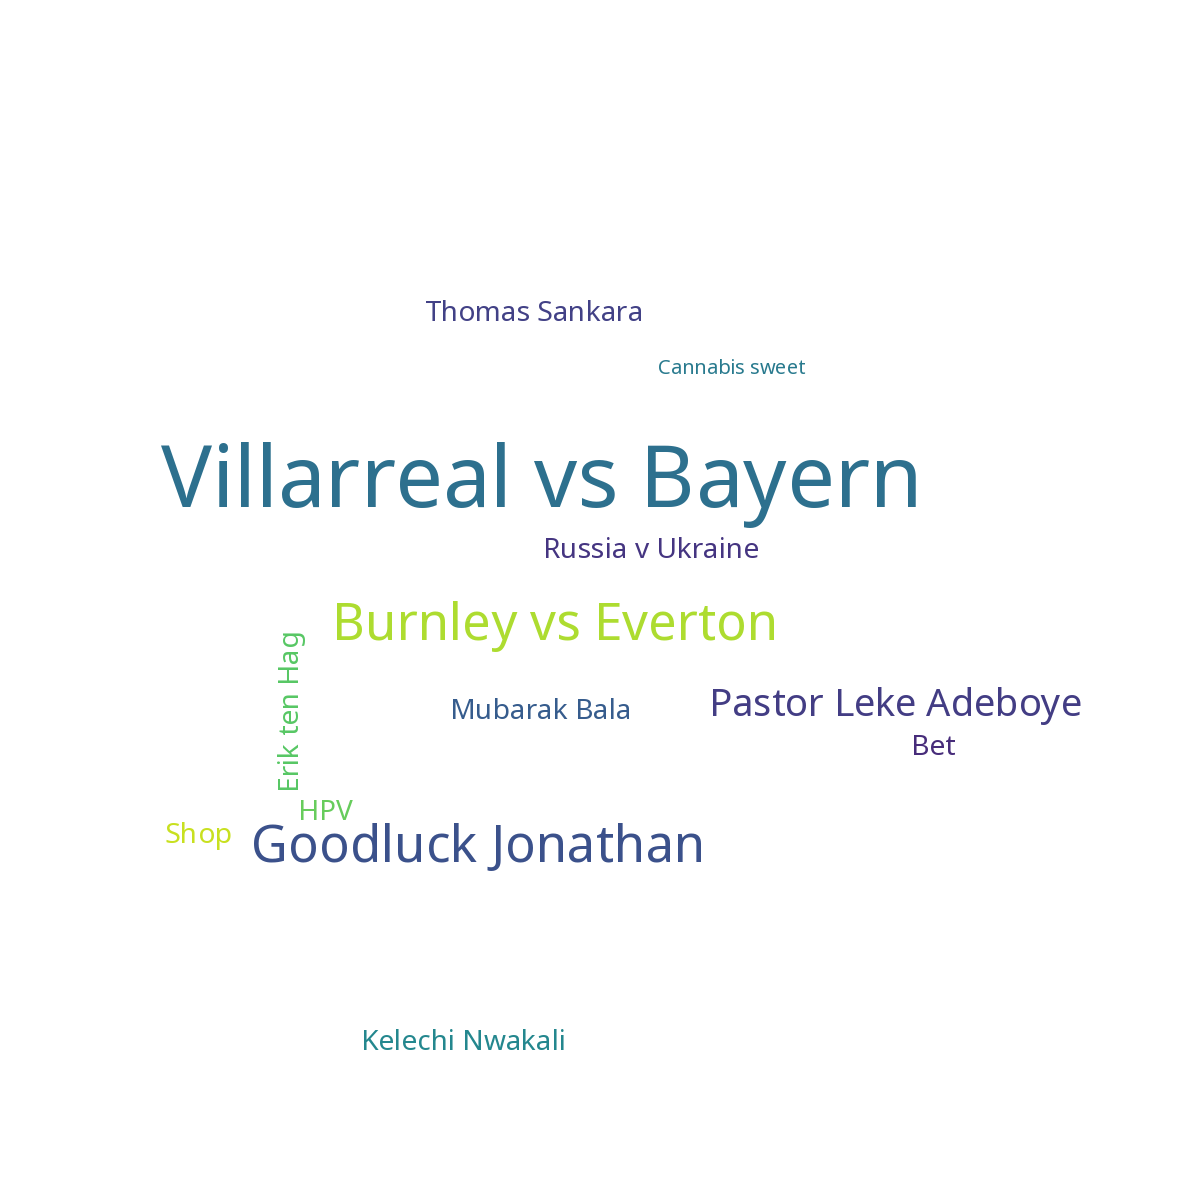 Thomas Sankara
Cannabis sweet
Villarreal vs Bayern
Russia v Ukraine
Burnley vs Everton
Erik ten Hag
Mubarak Bala
Pastor Leke Adeboye
Bet
HPV
Shop
Goodluck Jonathan
Kelechi Nwakali